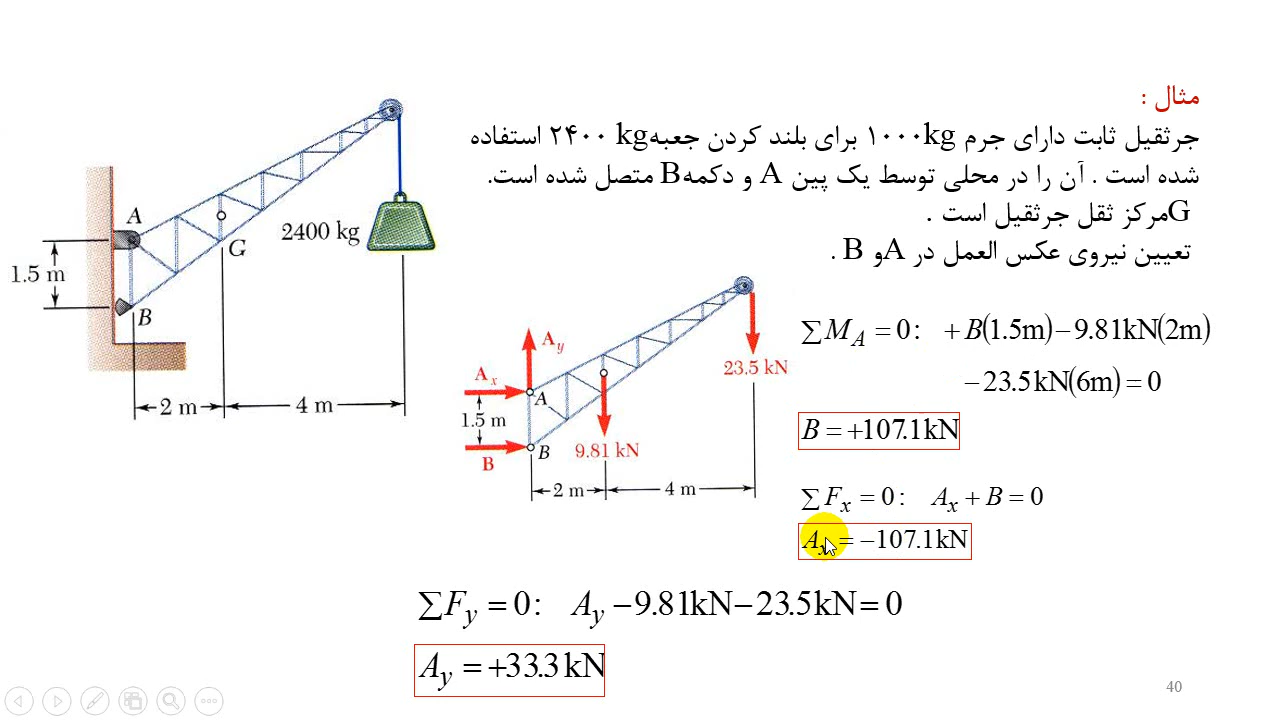 مثال :
جرثقیل ثابت دارای جرم ۱۰۰۰kg برای بلند کردن جعبه۲۴۰۰ kg استفاده
شده است . آن را در محلی توسط یک پین A و دکمهB متصل شده است.
Gمرکز ثقل جرثقیل است .
تعیین نیروی عکس العمل در Aو B .
A
G
2400 kg
1.5 m
B
2 m
4 m
A_y
A_x
A
1.5 m
B
B
9.81 kN
23.5 kN
2 m
4 m
∑M_A = 0: +B(1.5m) − 9.81kN(2m)
− 23.5kN(6m) = 0
B = +107.1kN
∑F_x = 0: A_x + B = 0
A_x = −107.1kN
∑F_y = 0: A_y − 9.81kN − 23.5kN = 0
A_y = +33.3kN
40